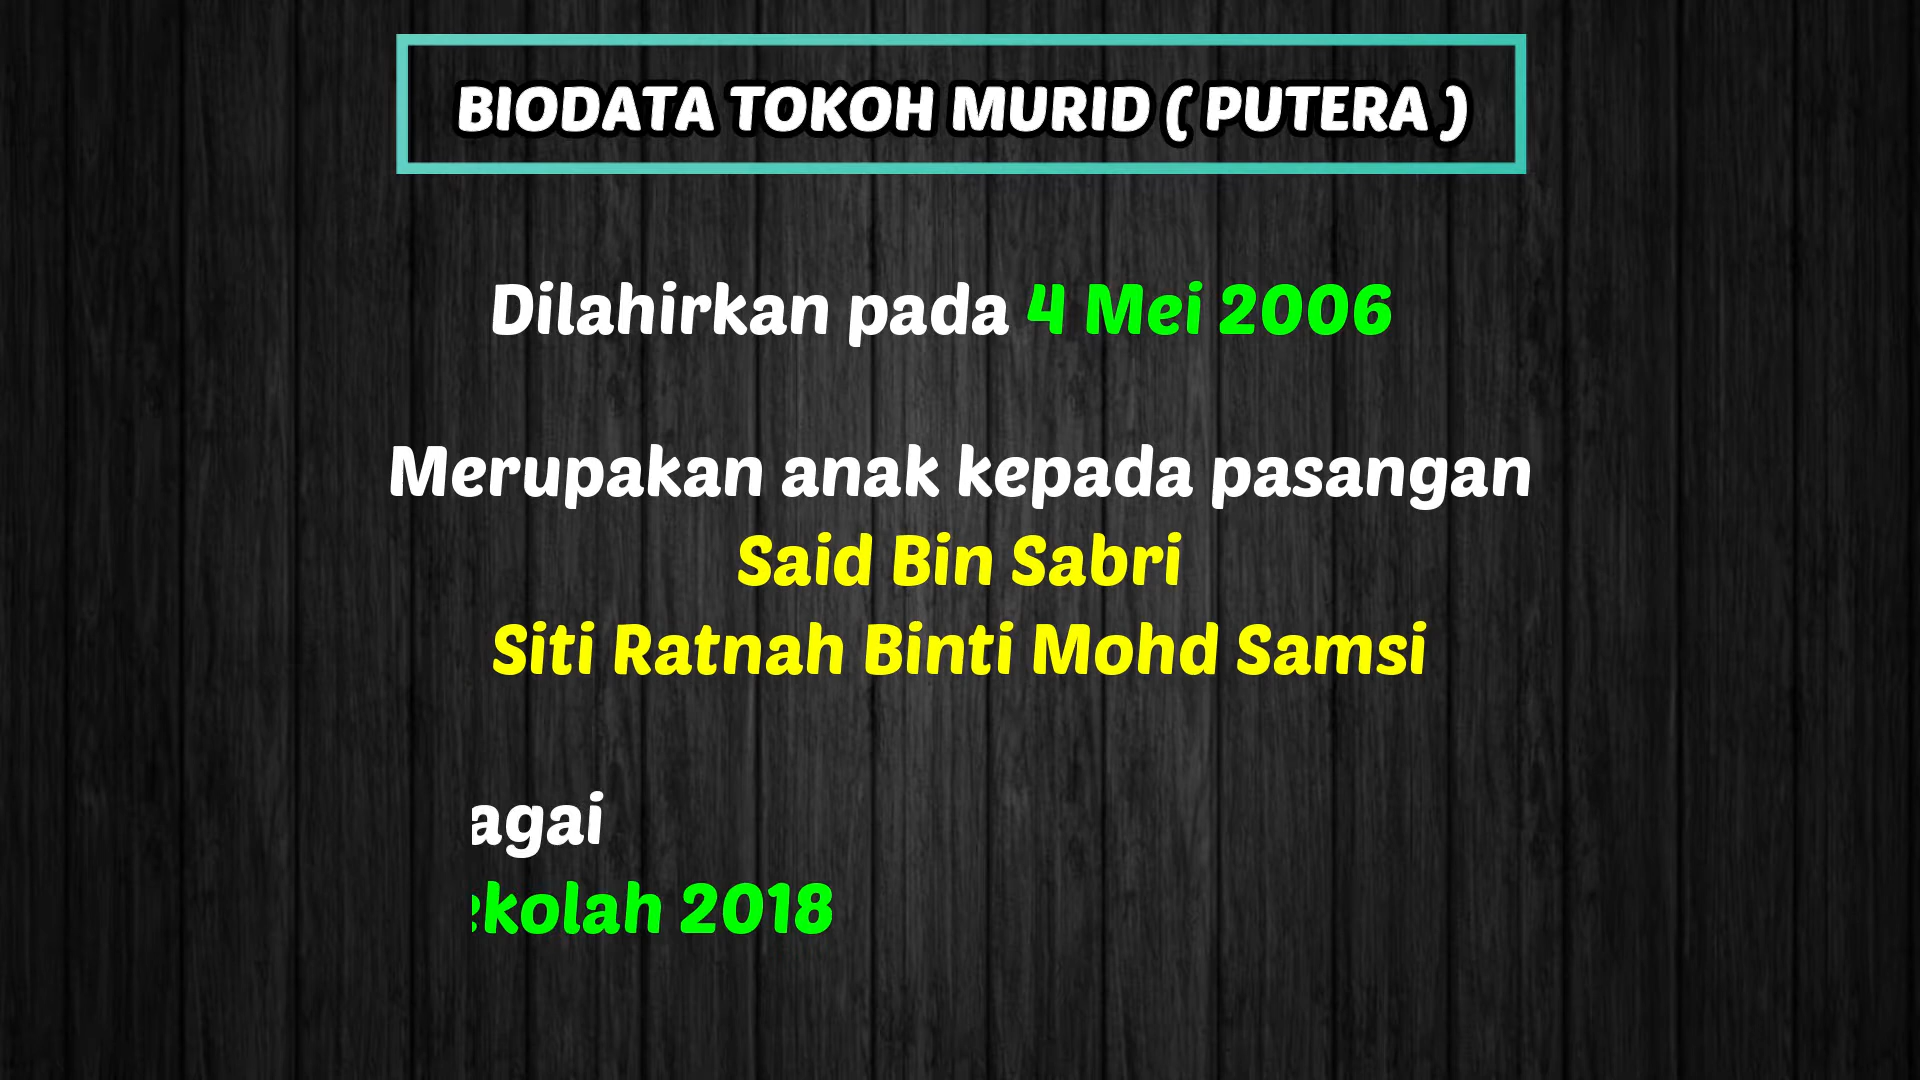 BIODATA TOKOH MURID ( PUTERA )
Dilahirkan pada 4 Mei 2006
Merupakan anak kepada pasangan
Said Bin Sabri
Siti Ratnah Binti Mohd Samsi
agai
ekolah 2018